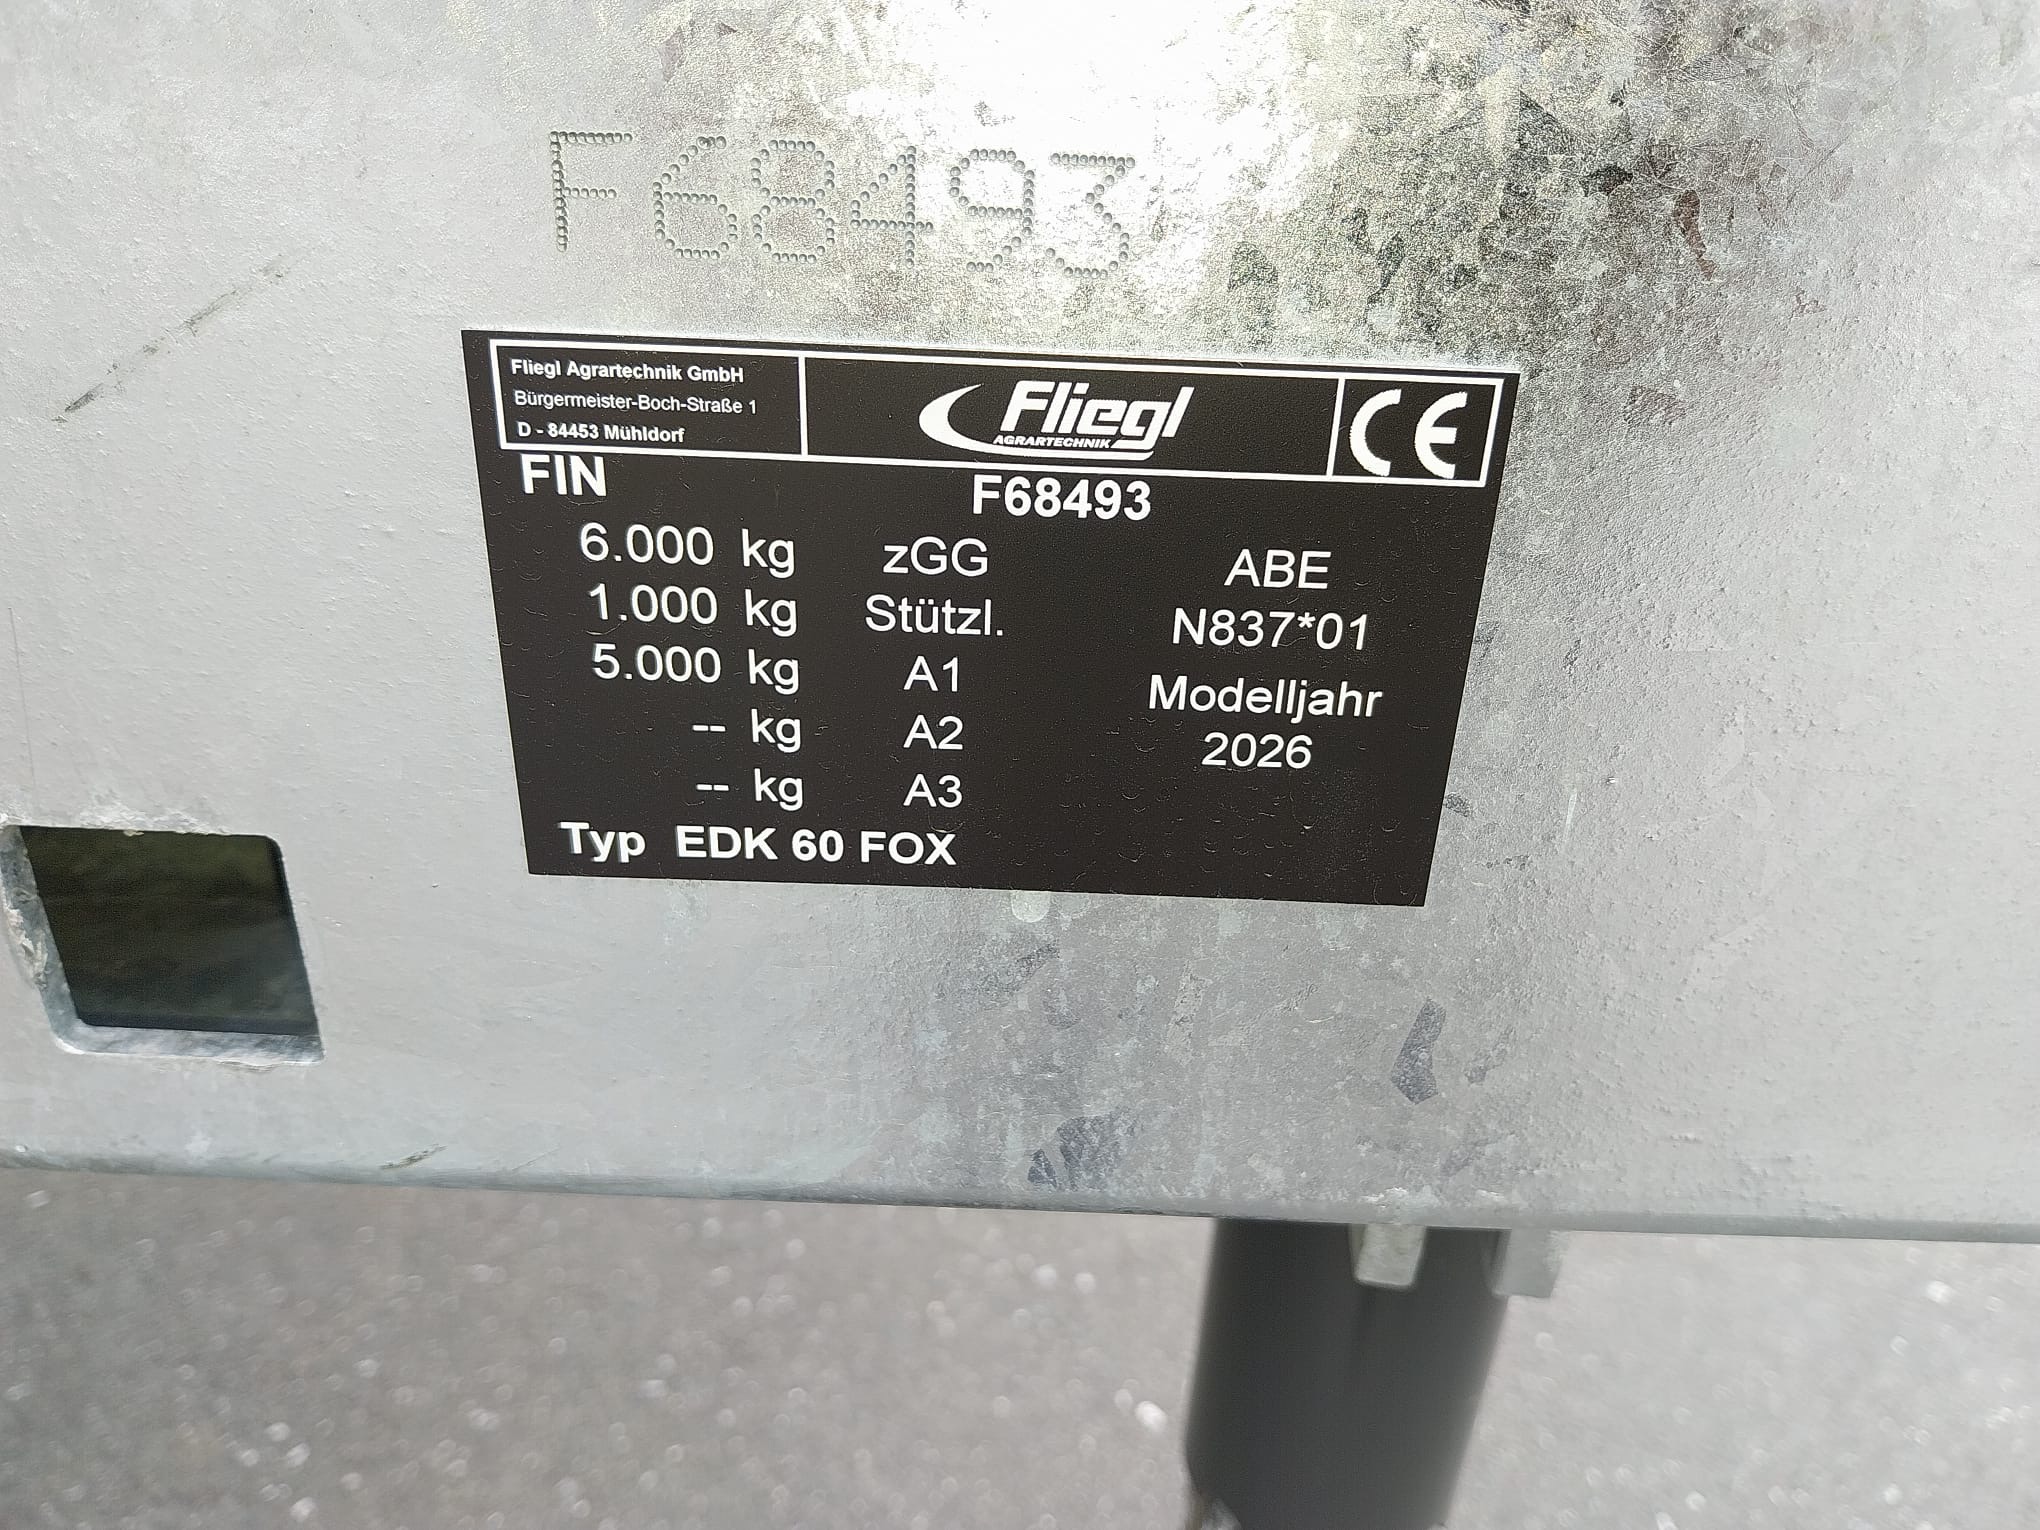 F68493
Fliegl Agrartechnik GmbH
Bürgermeister-Boch-Straße 1
D - 84453 Mühldorf
Fliegl
AGRARTECHNIK
CE
FIN F68493
6.000 kg zGG ABE
1.000 kg Stützl. N837*01
5.000 kg A1 Modelljahr
-- kg A2 2026
-- kg A3
Typ EDK 60 FOX